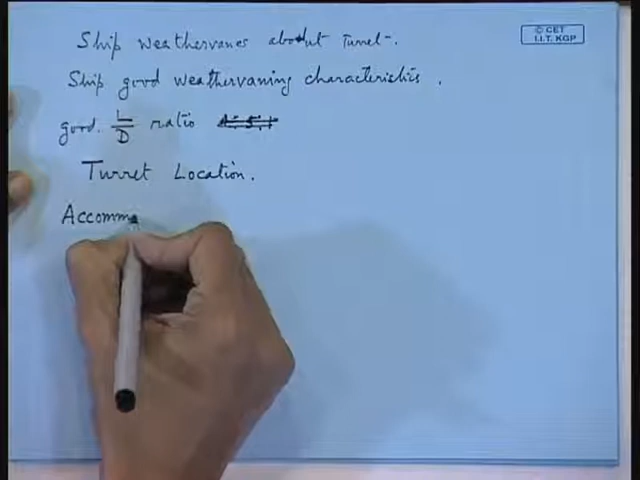 Ship weathervanes about Turret.
© CET
I.I.T. KGP
Ship good weathervaning characteristics.
good. L/D ratio
Turret Location.
Accomm